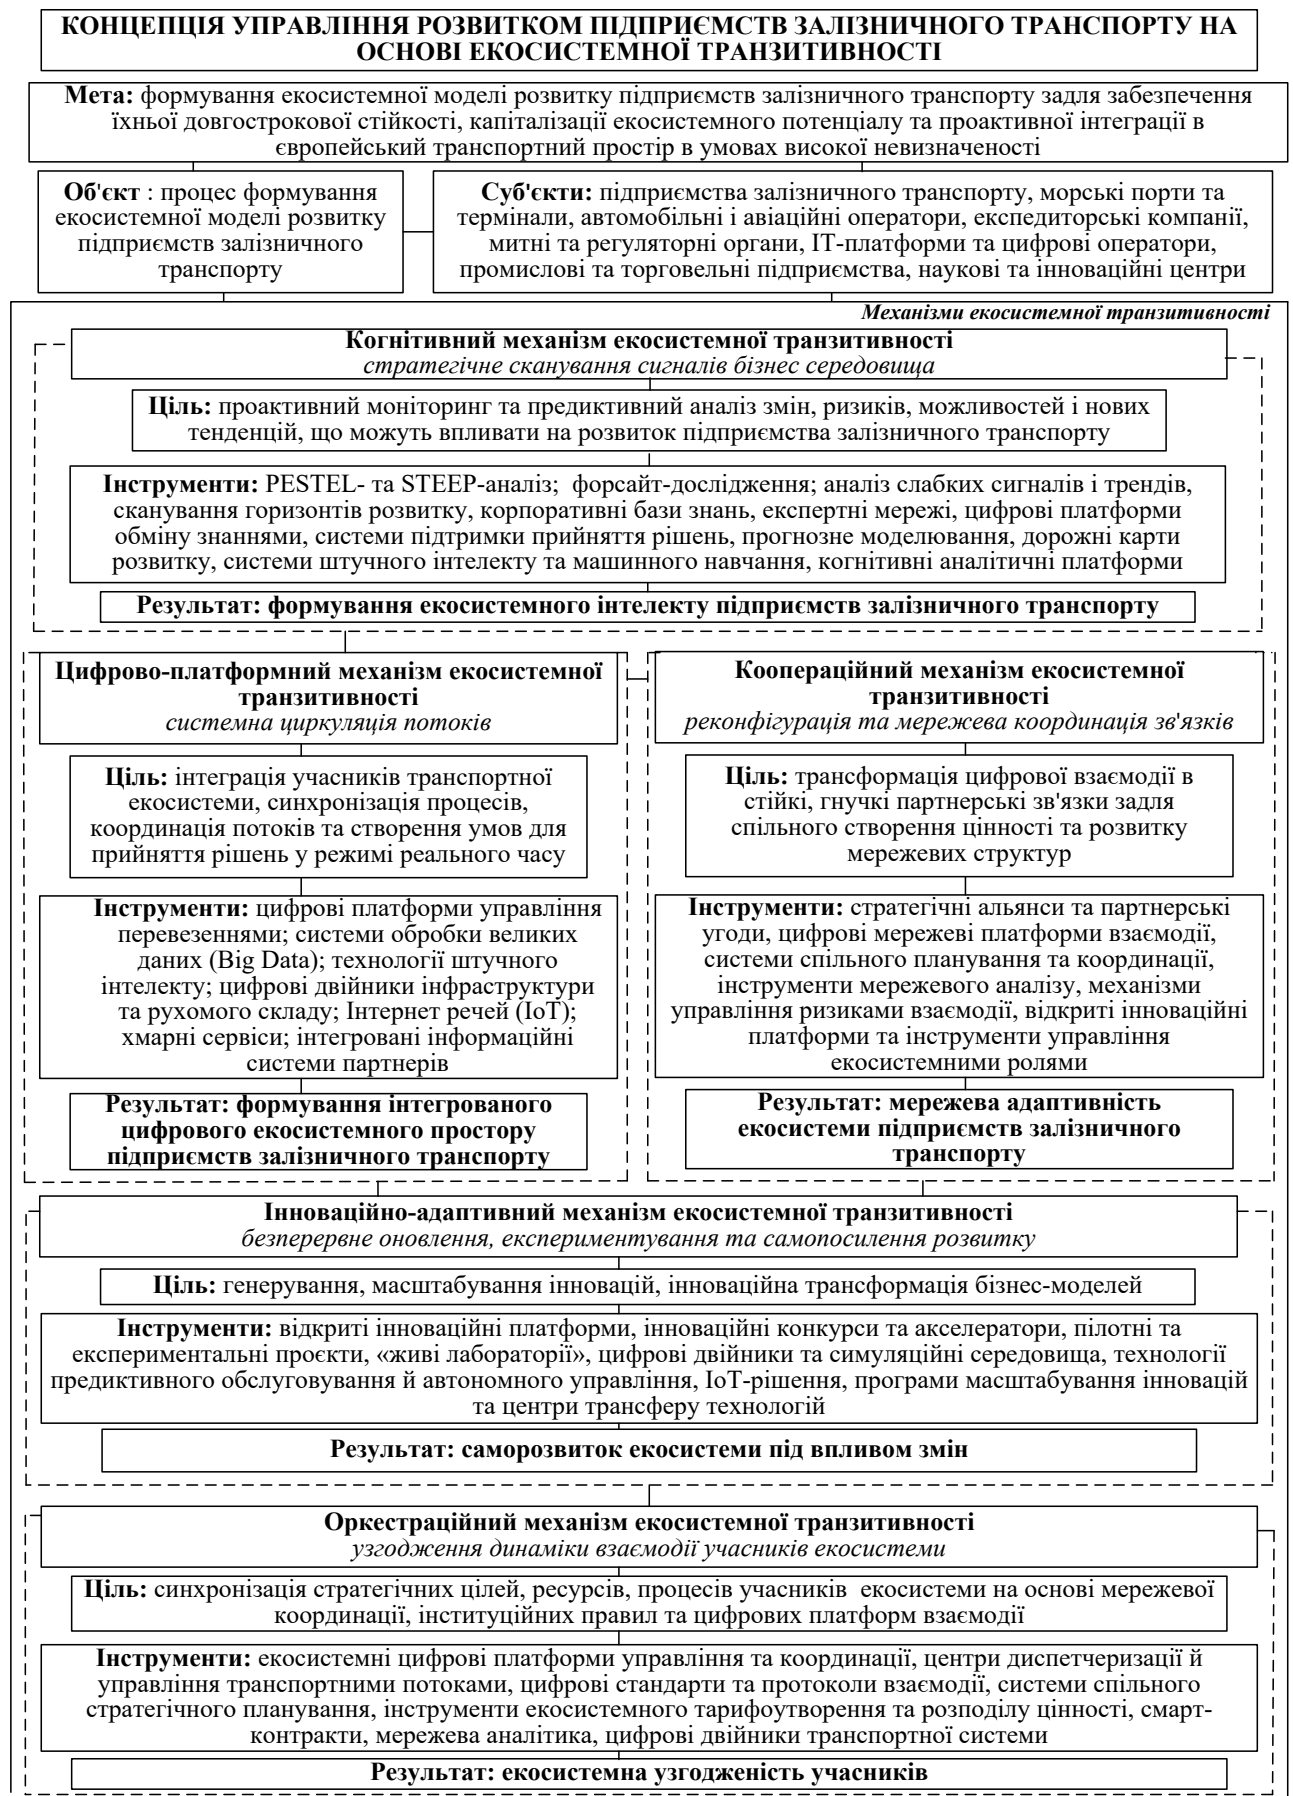 КОНЦЕПЦІЯ УПРАВЛІННЯ РОЗВИТКОМ ПІДПРИЄМСТВ ЗАЛІЗНИЧНОГО ТРАНСПОРТУ НА
ОСНОВІ ЕКОСИСТЕМНОЇ ТРАНЗИТИВНОСТІ
Мета: формування екосистемної моделі розвитку підприємств залізничного транспорту задля забезпечення
їхньої довгострокової стійкості, капіталізації екосистемного потенціалу та проактивної інтеграції в
європейський транспортний простір в умовах високої невизначеності
Об'єкт : процес формування
екосистемної моделі розвитку
підприємств залізничного
транспорту
Суб'єкти: підприємства залізничного транспорту, морські порти та
термінали, автомобільні і авіаційні оператори, експедиторські компанії,
митні та регуляторні органи, ІТ-платформи та цифрові оператори,
промислові та торговельні підприємства, наукові та інноваційні центри
Механізми екосистемної транзитивності
Когнітивний механізм екосистемної транзитивності
стратегічне сканування сигналів бізнес середовища
Ціль: проактивний моніторинг та предиктивний аналіз змін, ризиків, можливостей і нових
тенденцій, що можуть впливати на розвиток підприємства залізничного транспорту
Інструменти: PESTEL- та STEEP-аналіз; форсайт-дослідження; аналіз слабких сигналів і трендів,
сканування горизонтів розвитку, корпоративні бази знань, експертні мережі, цифрові платформи
обміну знаннями, системи підтримки прийняття рішень, прогнозне моделювання, дорожні карти
розвитку, системи штучного інтелекту та машинного навчання, когнітивні аналітичні платформи
Результат: формування екосистемного інтелекту підприємств залізничного транспорту
Цифрово-платформний механізм екосистемної
транзитивності
системна циркуляція потоків
Ціль: інтеграція учасників транспортної
екосистеми, синхронізація процесів,
координація потоків та створення умов для
прийняття рішень у режимі реального часу
Інструменти: цифрові платформи управління
перевезеннями; системи обробки великих
даних (Big Data); технології штучного
інтелекту; цифрові двійники інфраструктури
та рухомого складу; Інтернет речей (IoT);
хмарні сервіси; інтегровані інформаційні
системи партнерів
Результат: формування інтегрованого
цифрового екосистемного простору
підприємств залізничного транспорту
Коопераційний механізм екосистемної
транзитивності
реконфігурація та мережева координація зв'язків
Ціль: трансформація цифрової взаємодії в
стійкі, гнучкі партнерські зв'язки задля
спільного створення цінності та розвитку
мережевих структур
Інструменти: стратегічні альянси та партнерські
угоди, цифрові мережеві платформи взаємодії,
системи спільного планування та координації,
інструменти мережевого аналізу, механізми
управління ризиками взаємодії, відкриті інноваційні
платформи та інструменти управління
екосистемними ролями
Результат: мережева адаптивність
екосистеми підприємств залізничного
транспорту
Інноваційно-адаптивний механізм екосистемної транзитивності
безперервне оновлення, експериментування та самопосилення розвитку
Ціль: генерування, масштабування інновацій, інноваційна трансформація бізнес-моделей
Інструменти: відкриті інноваційні платформи, інноваційні конкурси та акселератори, пілотні та
експериментальні проєкти, «живі лабораторії», цифрові двійники та симуляційні середовища, технології
предиктивного обслуговування й автономного управління, ІоТ-рішення, програми масштабування інновацій
та центри трансферу технологій
Результат: саморозвиток екосистеми під впливом змін
Оркестраційний механізм екосистемної транзитивності
узгодження динаміки взаємодії учасників екосистеми
Ціль: синхронізація стратегічних цілей, ресурсів, процесів учасників екосистеми на основі мережевої
координації, інституційних правил та цифрових платформ взаємодії
Інструменти: екосистемні цифрові платформи управління та координації, центри диспетчеризації й
управління транспортними потоками, цифрові стандарти та протоколи взаємодії, системи спільного
стратегічного планування, інструменти екосистемного тарифоутворення та розподілу цінності, смарт-
контракти, мережева аналітика, цифрові двійники транспортної системи
Результат: екосистемна узгодженість учасників